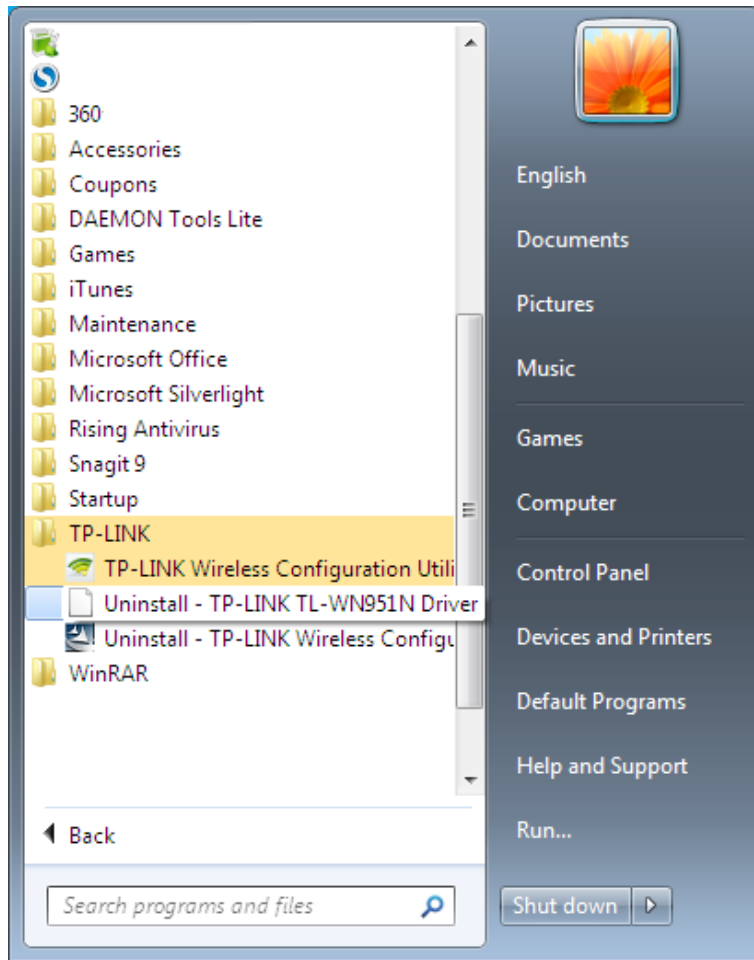 360
Accessories
Coupons
DAEMON Tools Lite
Games
iTunes
Maintenance
Microsoft Office
Microsoft Silverlight
Rising Antivirus
Snagit 9
Startup
TP-LINK
TP-LINK Wireless Configuration Utili
Uninstall - TP-LINK TL-WN951N Driver
Uninstall - TP-LINK Wireless Configu
WinRAR
Back
Search programs and files
English
Documents
Pictures
Music
Games
Computer
Control Panel
Devices and Printers
Default Programs
Help and Support
Run...
Shut down